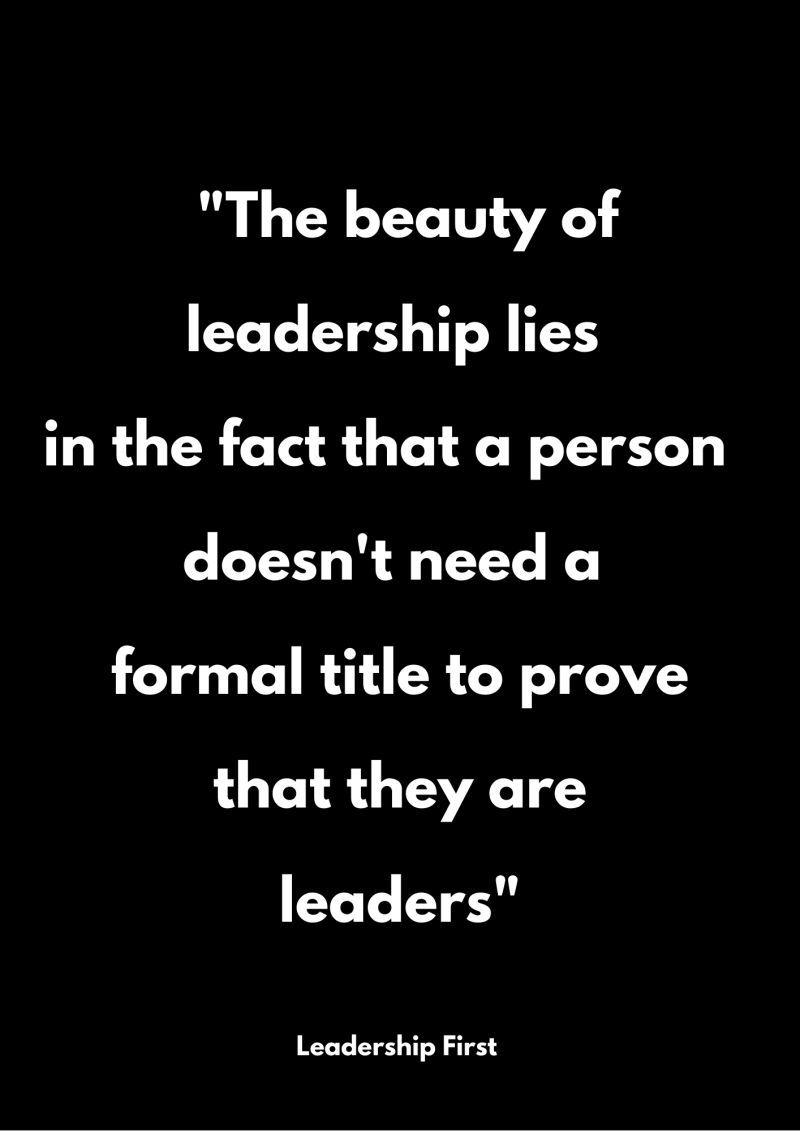 "The beauty of
leadership lies
in the fact that a person
doesn't need a
formal title to prove
that they are
leaders"
Leadership First